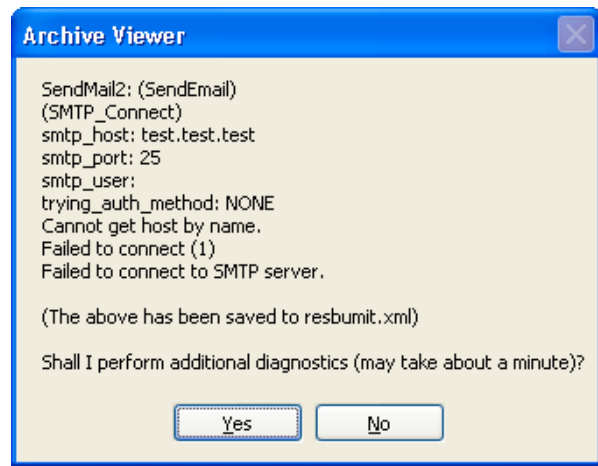 Archive Viewer
SendMail2: (SendEmail)
(SMTP_Connect)
smtp_host: test.test.test
smtp_port: 25
smtp_user:
trying_auth_method: NONE
Cannot get host by name.
Failed to connect (1)
Failed to connect to SMTP server.
(The above has been saved to resbumit.xml)
Shall I perform additional diagnostics (may take about a minute)?
Yes
No